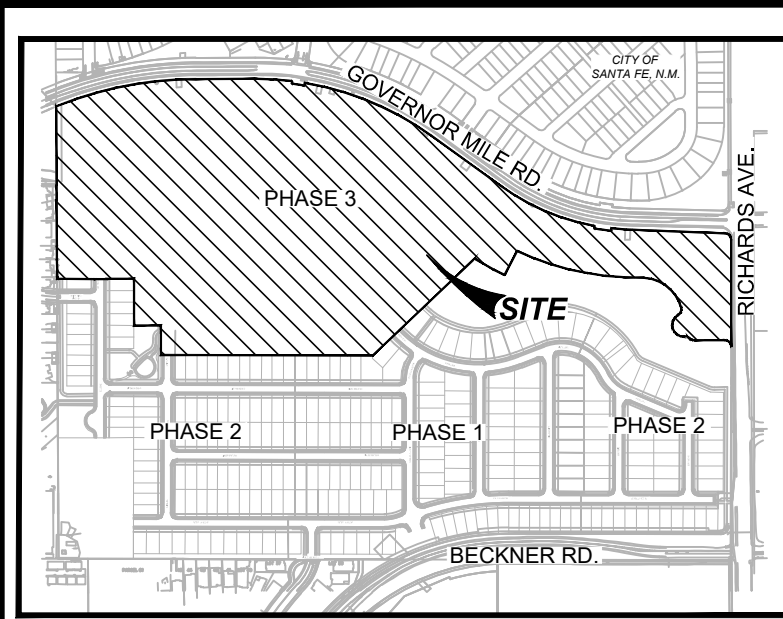 CITY OF
SANTA FE, N.M.
GOVERNOR MILE RD.
PHASE 3
RICHARDS AVE.
SITE
PHASE 2
PHASE 1
PHASE 2
BECKNER RD.